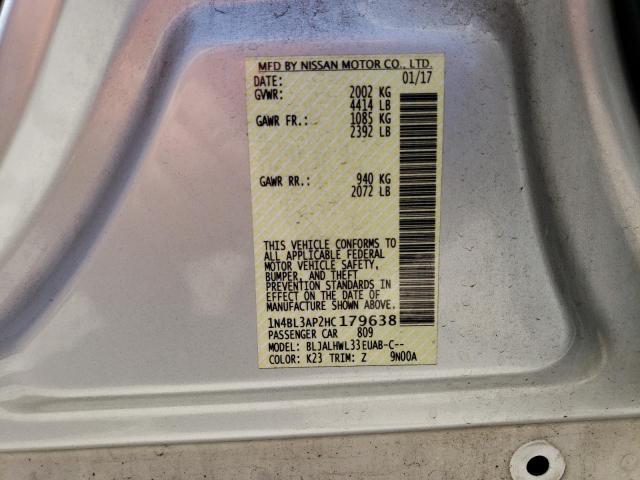 MFD BY NISSAN MOTOR CO., LTD
DATE: 01/17
GVWR: 2002 KG
4414 LB
GAWR FR.: 1085 KG
2392 LB
GAWR RR.: 940 KG
2072 LB
THIS VEHICLE CONFORMS TO
ALL APPLICABLE FEDERAL
MOTOR VEHICLE SAFETY,
BUMPER, AND THEFT
PREVENTION STANDARDS IN
EFFECT ON THE DATE OF
MANUFACTURE SHOWN ABOVE.
1N4BL3AP2HC179638
PASSENGER CAR 809
MODEL: BLJALHWL33EUAB-C--
COLOR: K23 TRIM: Z 9N00A